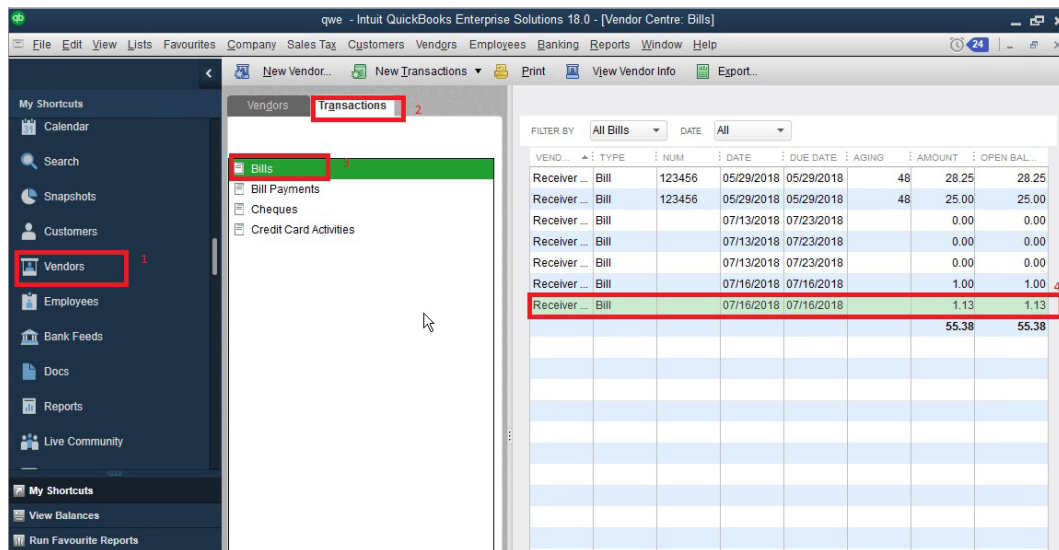 qb
qwe - Intuit QuickBooks Enterprise Solutions 18.0 - [Vendor Centre: Bills]
File Edit View Lists Favourites Company Sales Tax Customers Vendors Employees Banking Reports Window Help 24
New Vendor... New Transactions Print View Vendor Info Export...
My Shortcuts
Calendar
Search
Snapshots
Customers
Vendors 1
Employees
Bank Feeds
Docs
Reports
Live Community
My Shortcuts
View Balances
Run Favourite Reports
Vendors Transactions 2
Bills 3
Bill Payments
Cheques
Credit Card Activities
FILTER BY All Bills DATE All
VEND... TYPE NUM DATE DUE DATE AGING AMOUNT OPEN BAL...
Receiver ... Bill 123456 05/29/2018 05/29/2018 48 28.25 28.25
Receiver ... Bill 123456 05/29/2018 05/29/2018 48 25.00 25.00
Receiver ... Bill 07/13/2018 07/23/2018 0.00 0.00
Receiver ... Bill 07/13/2018 07/23/2018 0.00 0.00
Receiver ... Bill 07/13/2018 07/23/2018 0.00 0.00
Receiver ... Bill 07/16/2018 07/16/2018 1.00 1.00 4
Receiver ... Bill 07/16/2018 07/16/2018 1.13 1.13
55.38 55.38